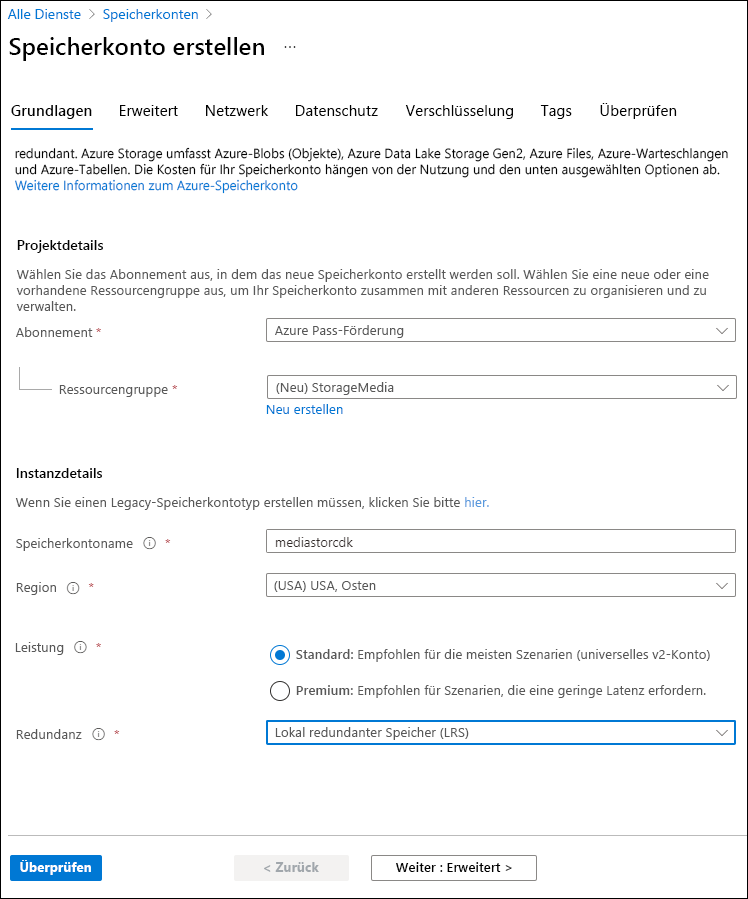 Alle Dienste > Speicherkonten >
Speicherkonto erstellen ...
Grundlagen Erweitert Netzwerk Datenschutz Verschlüsselung Tags Überprüfen
redundant. Azure Storage umfasst Azure-Blobs (Objekte), Azure Data Lake Storage Gen2, Azure Files, Azure-Warteschlangen
und Azure-Tabellen. Die Kosten für Ihr Speicherkonto hängen von der Nutzung und den unten ausgewählten Optionen ab.
Weitere Informationen zum Azure-Speicherkonto
Projektdetails
Wählen Sie das Abonnement aus, in dem das neue Speicherkonto erstellt werden soll. Wählen Sie eine neue oder eine
vorhandene Ressourcengruppe aus, um Ihr Speicherkonto zusammen mit anderen Ressourcen zu organisieren und zu
verwalten.
Abonnement * Azure Pass-Förderung
Ressourcengruppe * (Neu) StorageMedia
Neu erstellen
Instanzdetails
Wenn Sie einen Legacy-Speicherkontotyp erstellen müssen, klicken Sie bitte hier.
Speicherkontoname * mediastorcdk
Region * (USA) USA, Osten
Leistung * Standard: Empfohlen für die meisten Szenarien (universelles v2-Konto)
Premium: Empfohlen für Szenarien, die eine geringe Latenz erfordern.
Redundanz * Lokal redundanter Speicher (LRS)
Überprüfen < Zurück Weiter : Erweitert >